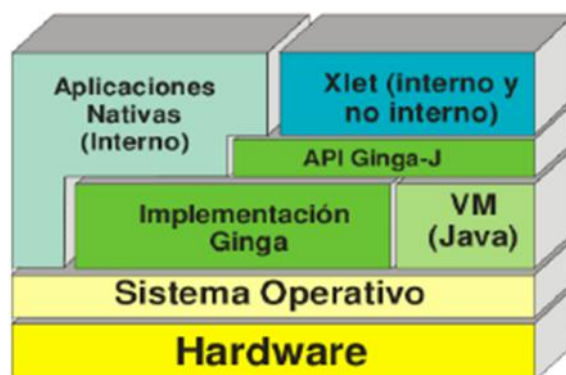 Aplicaciones
Nativas
(Interno)
Xlet (interno y
no interno)
API Ginga-J
Implementación
Ginga
VM
(Java)
Sistema Operativo
Hardware